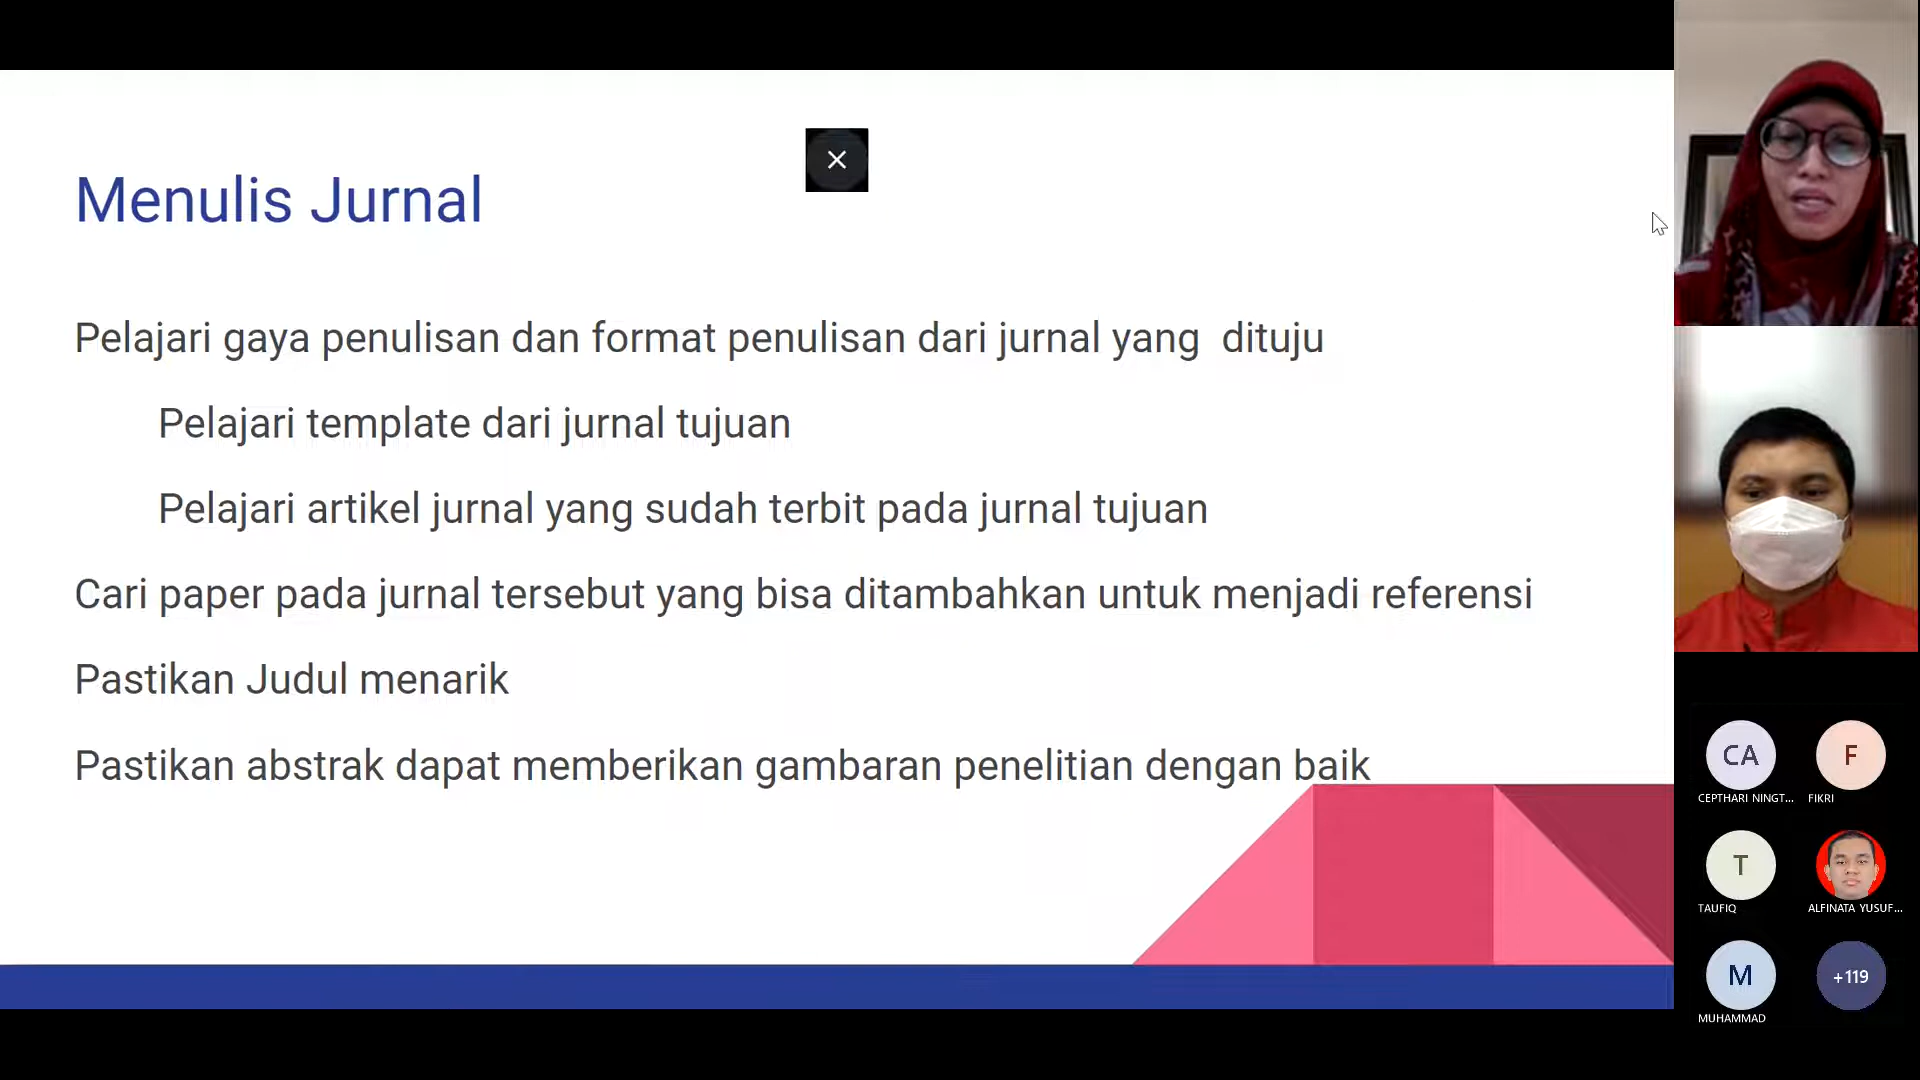 Menulis Jurnal
Pelajari gaya penulisan dan format penulisan dari jurnal yang  dituju
Pelajari template dari jurnal tujuan
Pelajari artikel jurnal yang sudah terbit pada jurnal tujuan
Cari paper pada jurnal tersebut yang bisa ditambahkan untuk menjadi referensi
Pastikan Judul menarik
Pastikan abstrak dapat memberikan gambaran penelitian dengan baik
CA
F
CEPTHARI NINGT...
FIKRI
T
TAUFIQ
ALFINATA YUSUF...
M
+119
MUHAMMAD